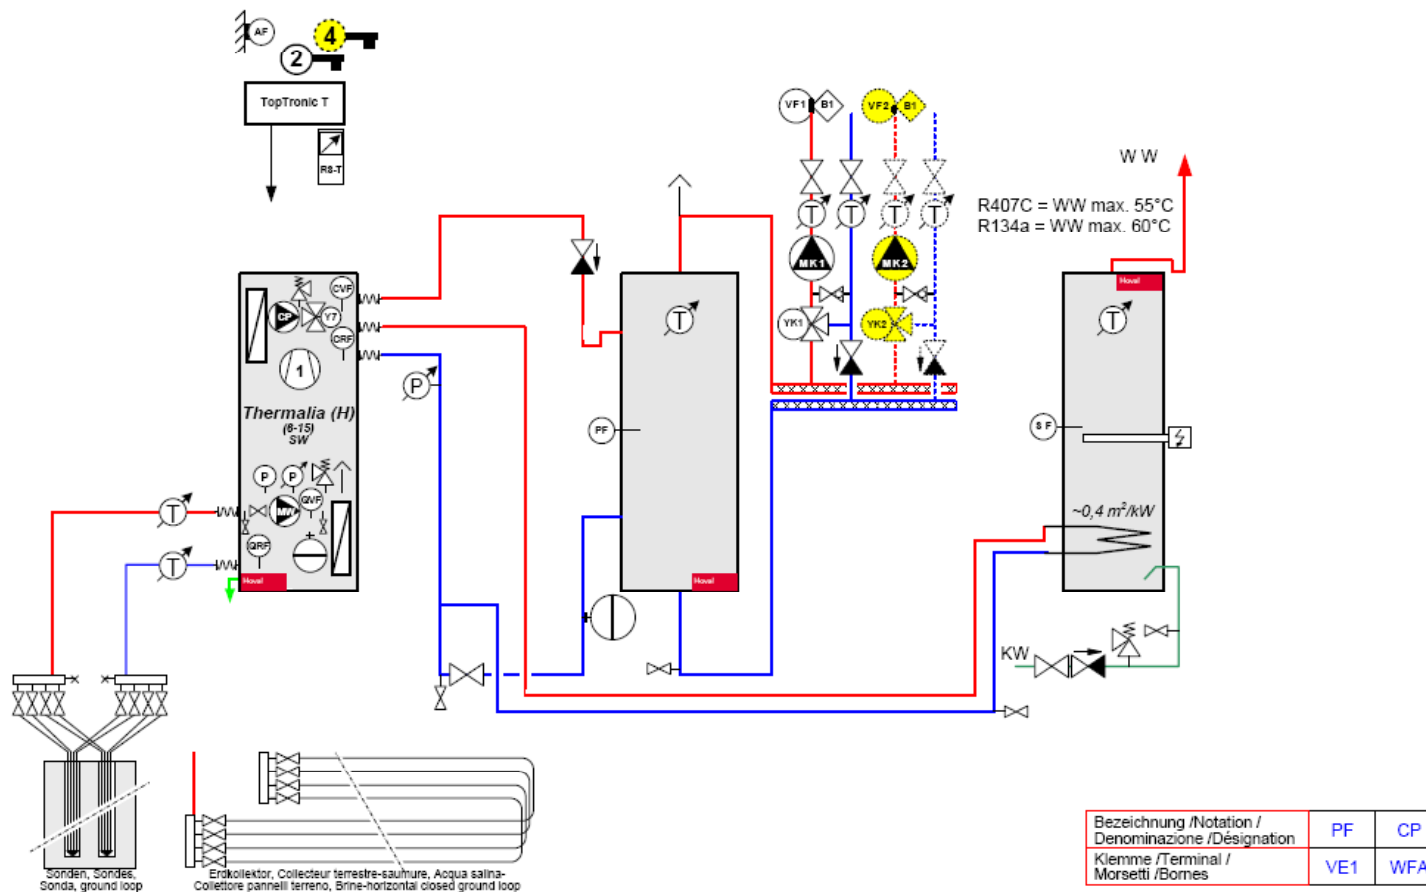 AF
4
2
TopTronic T
RS-T
VF1
B1
VF2
B1
W W
R407C = WW max. 55°C
R134a = WW max. 60°C
T
T
T
T
MK1
MK2
YK1
YK2
CVF
CP
Y7
CRF
1
Thermalia (H)
(6-15)
SW
P
P
P
QVF
MW
QRF
Hoval
T
T
T
PF
Hoval
Hoval
T
S F
~0,4 m²/kW
KW
Sonden, Sondes,
Sonda, ground loop
Erdkollektor, Collecteur terrestre-saumure, Acqua salina-
Collettore pannelli terreno, Brine-horizontal closed ground loop
Bezeichnung /Notation /
Denominazione /Désignation
PF
CP
Klemme /Terminal /
Morsetti /Bornes
VE1
WFA